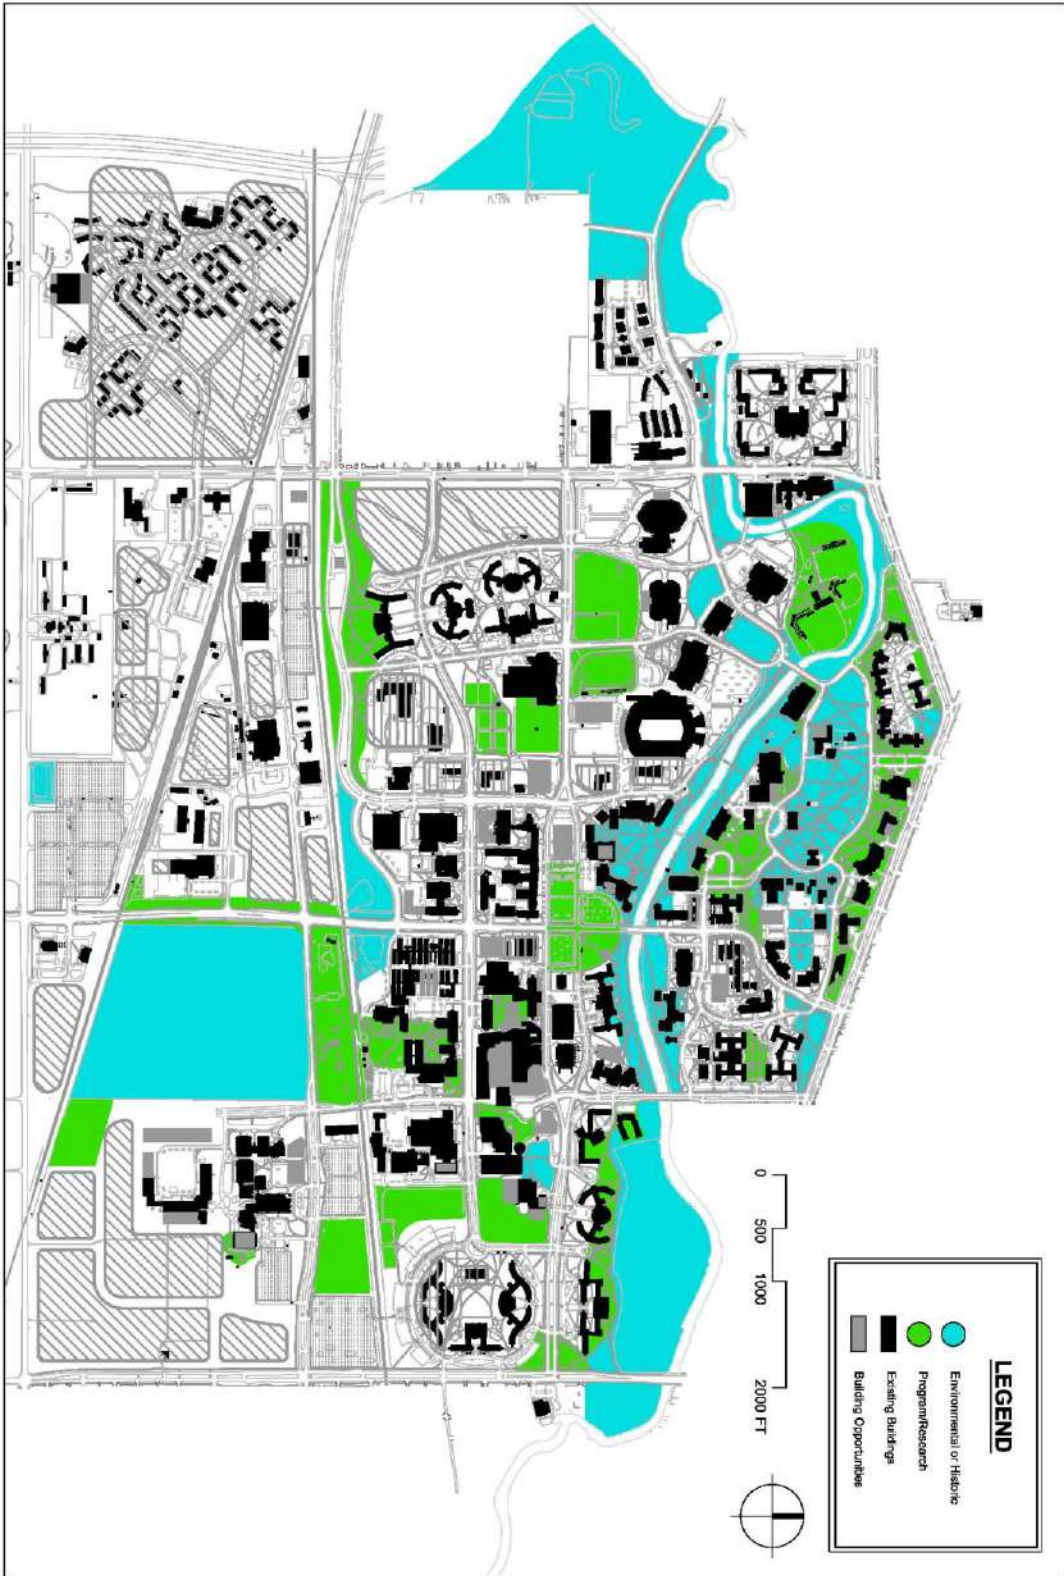 LEGEND
Environmental or Historic
Program/Research
Existing Buildings
Building Opportunities
0 500 1000 2000 FT